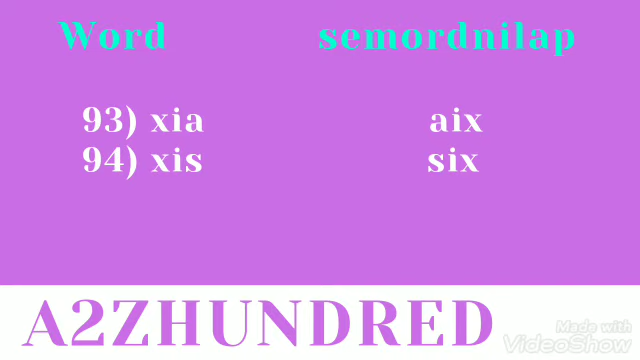 Word semordnilap
93) xia aix
94) xis six
A2ZHUNDRED
Made with
VideoShow